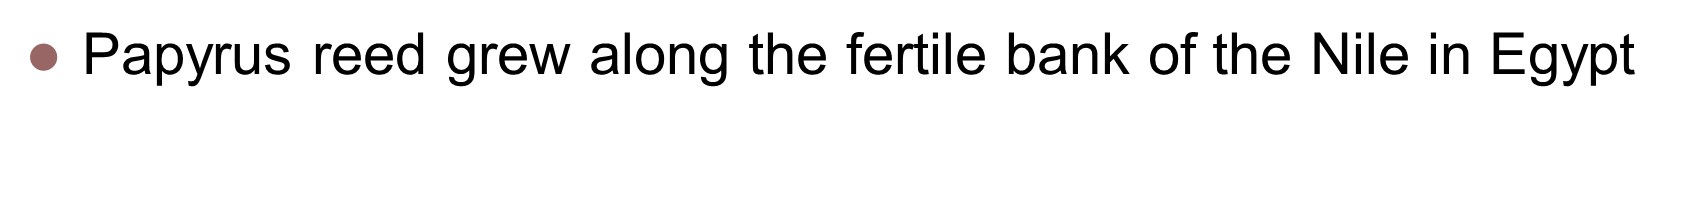 Papyrus reed grew along the fertile bank of the Nile in Egypt